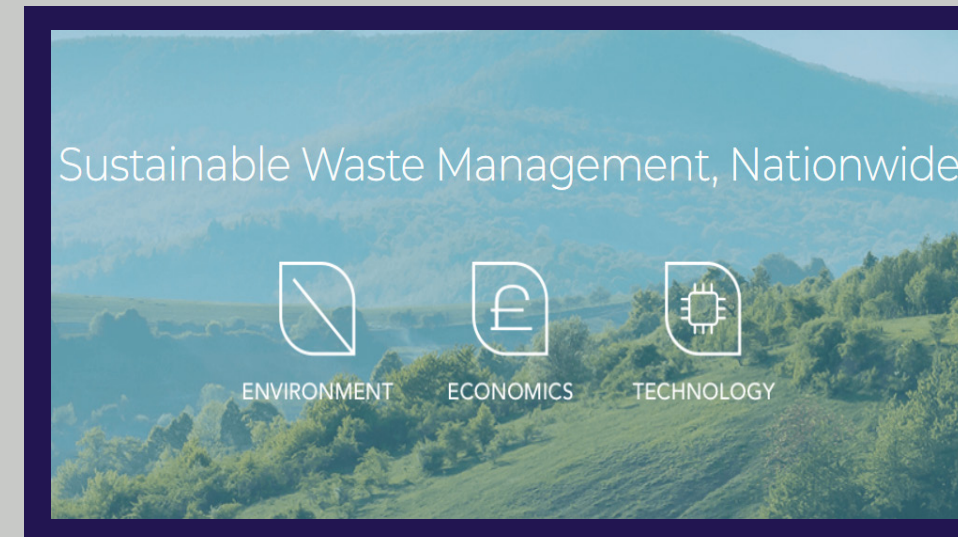 Sustainable Waste Management, Nationwide
£
ENVIRONMENT ECONOMICS TECHNOLOGY